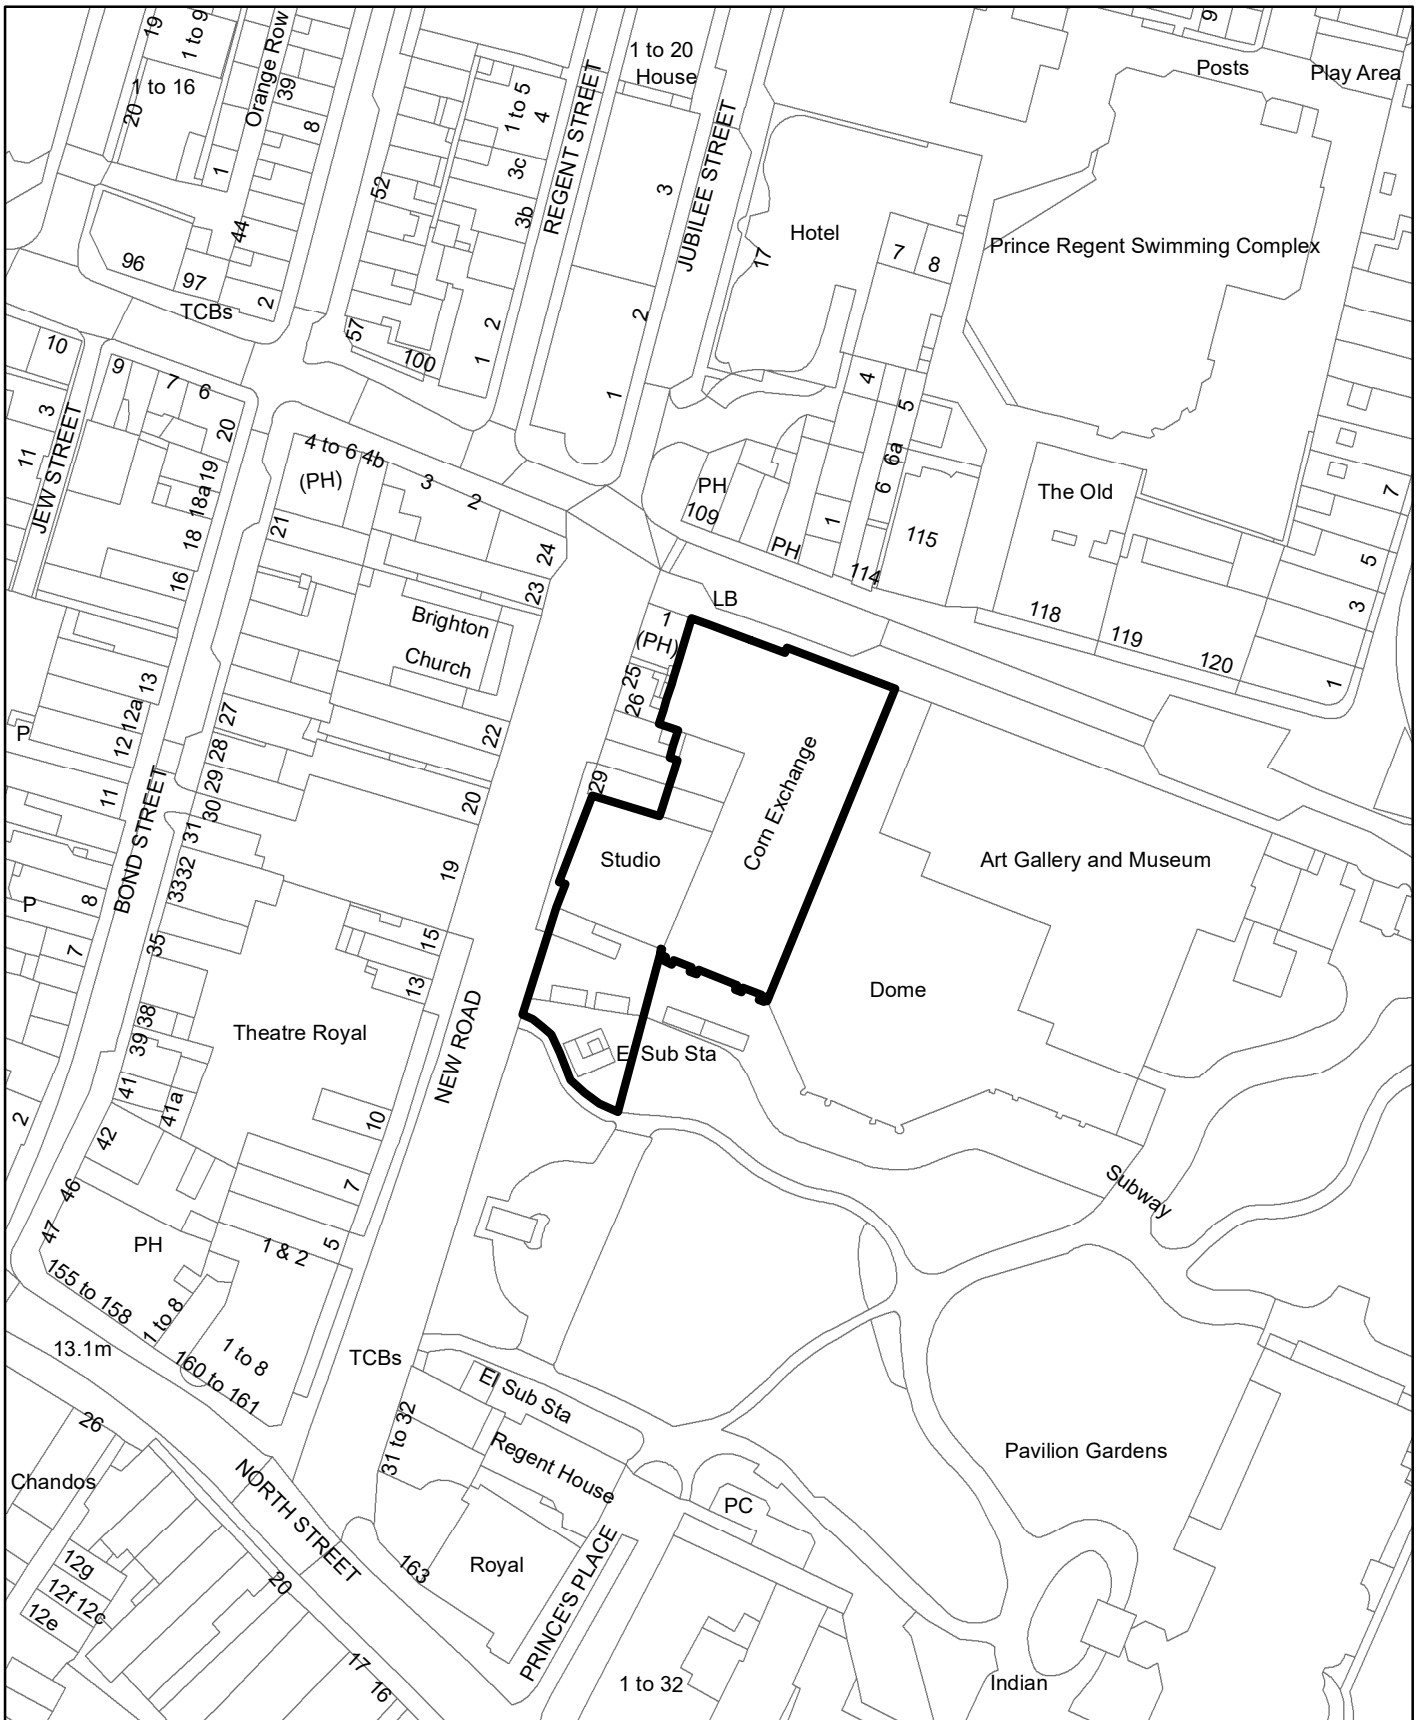 19
1 to 9
Orange Row
1 to 20
House
9
Posts
Play Area
1 to 16
39
1 to 5
4
REGENT STREET
20
8
JUBILEE STREET
1
52
3c
3
44
3b
17
Hotel
7
8
Prince Regent Swimming Complex
96
97
2
TCBs
57
100
2
1
2
1
10
9
7
6
4
5
3
11
JEW STREET
20
19
18a
18
16
4 to 6
4b
(PH)
3
2
21
24
23
PH
109
PH
1
6
6a
114
115
The Old
7
5
3
1
118
119
120
LB
Brighton
Church
1
(PH)
25
26
13
12a
12
P
11
27
28
29
30
31
32
33
22
20
19
29
Corn Exchange
Studio
Art Gallery and Museum
BOND STREET
8
P
7
35
15
13
38
39
41
41a
42
Theatre Royal
NEW ROAD
Dome
El Sub Sta
2
10
7
5
46
47
PH
1 & 2
155 to 158
1 to 8
1 to 8
160 to 161
13.1m
Subway
TCBs
El Sub Sta
31 to 32
Regent House
Pavilion Gardens
26
Chandos
NORTH STREET
PC
163
Royal
PRINCE'S PLACE
12g
12f
12c
12e
20
17
16
1 to 32
Indian